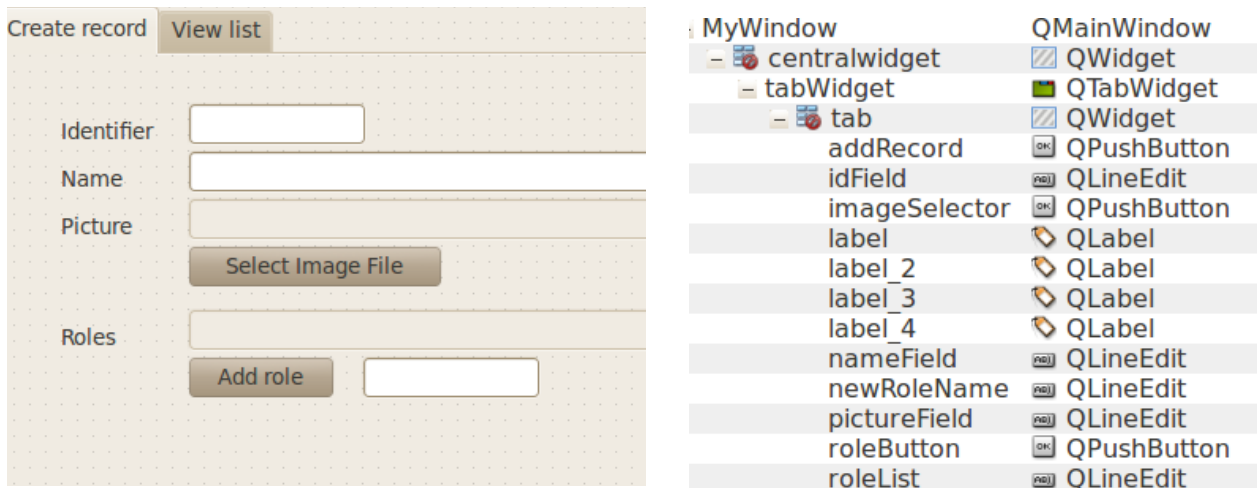 Create record View list
Identifier
Name
Picture
Select Image File
Roles
Add role
MyWindow QMainWindow
centralwidget QWidget
tabWidget QTabWidget
tab QWidget
addRecord QPushButton
idField QLineEdit
imageSelector QPushButton
label QLabel
label_2 QLabel
label_3 QLabel
label_4 QLabel
nameField QLineEdit
newRoleName QLineEdit
pictureField QLineEdit
roleButton QPushButton
roleList QLineEdit